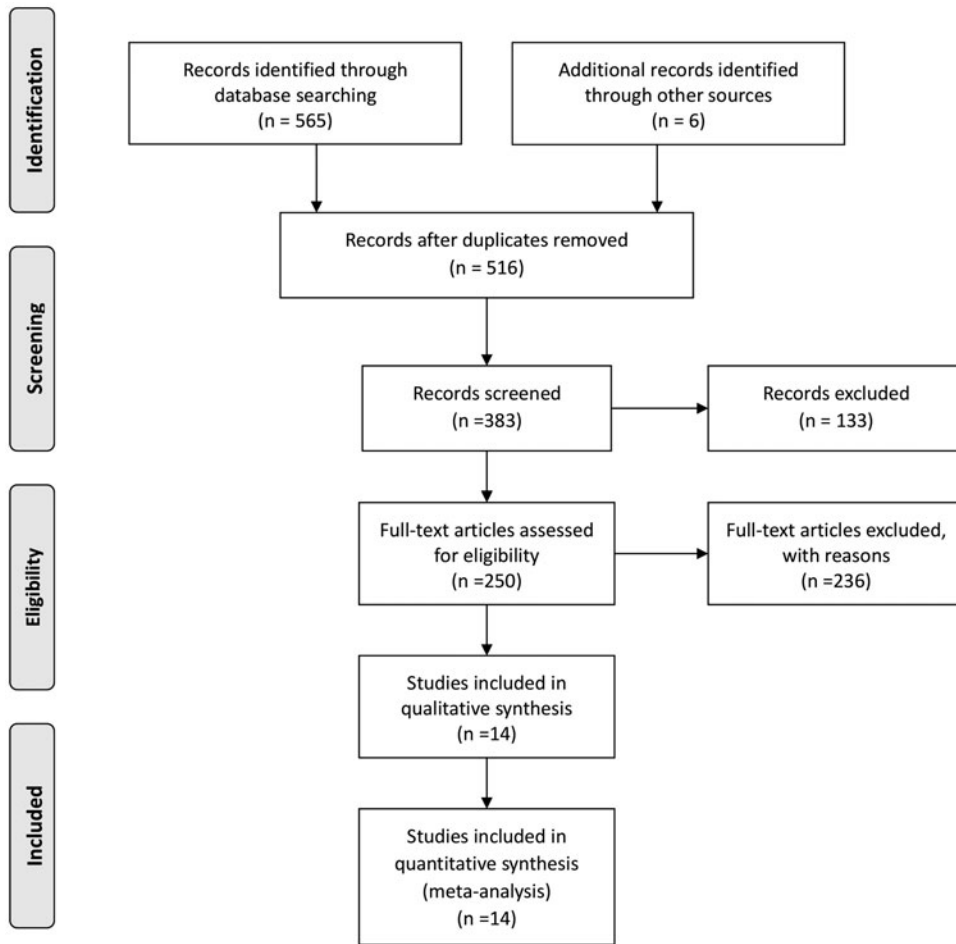 Identification
Records identified through
database searching
(n = 565)
Additional records identified
through other sources
(n = 6)
Records after duplicates removed
(n = 516)
Screening
Records screened
(n =383)
Records excluded
(n = 133)
Eligibility
Full-text articles assessed
for eligibility
(n =250)
Full-text articles excluded,
with reasons
(n =236)
Studies included in
qualitative synthesis
(n =14)
Included
Studies included in
quantitative synthesis
(meta-analysis)
(n =14)